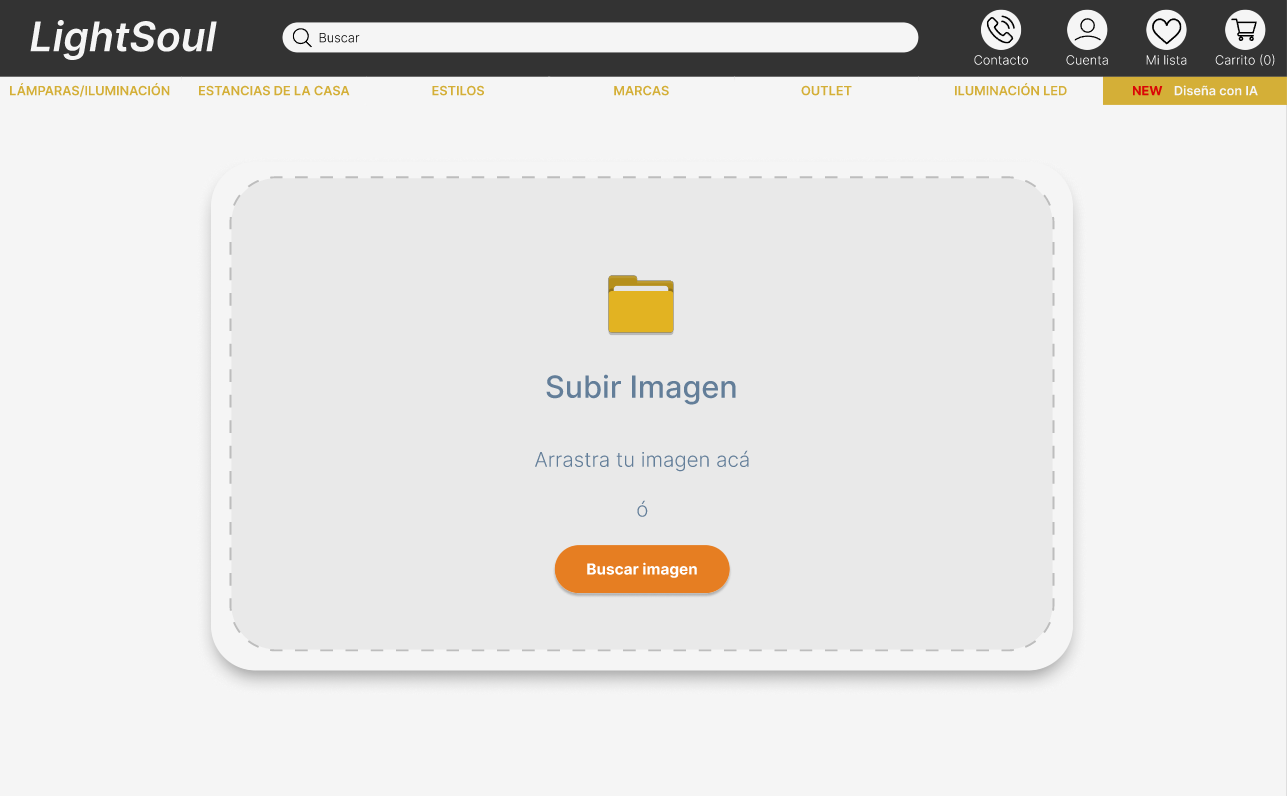 LightSoul
Buscar
Contacto
Cuenta
Mi lista
Carrito (0)
LÁMPARAS/ILUMINACIÓN
ESTANCIAS DE LA CASA
ESTILOS
MARCAS
OUTLET
ILUMINACIÓN LED
NEW Diseña con IA
Subir Imagen
Arrastra tu imagen acá
ó
Buscar imagen